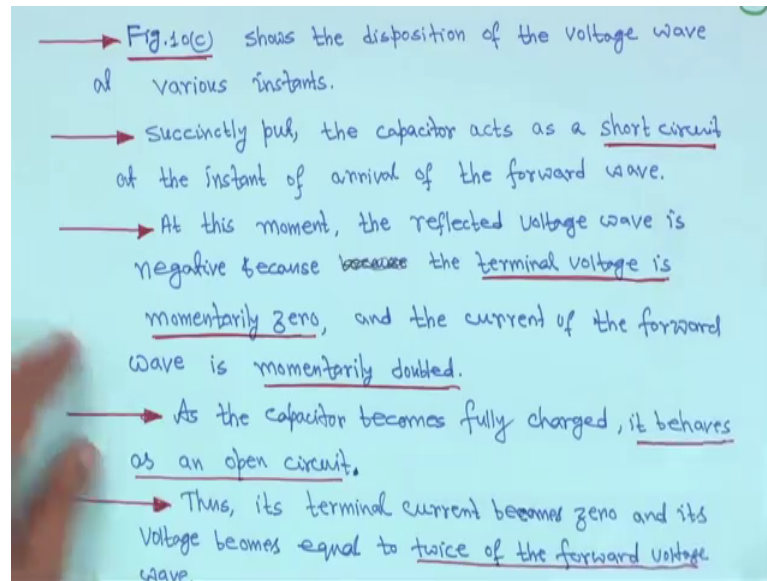 Fig.10(c) shows the disposition of the voltage wave
at various instants.
Succinctly put, the capacitor acts as a short circuit
at the instant of arrival of the forward wave.
At this moment, the reflected voltage wave is
negative because because the terminal voltage is
momentarily zero, and the current of the forward
wave is momentarily doubled.
As the capacitor becomes fully charged, it behaves
as an open circuit.
Thus, its terminal current becomes zero and its
voltage beomes equal to twice of the forward voltage
wave.